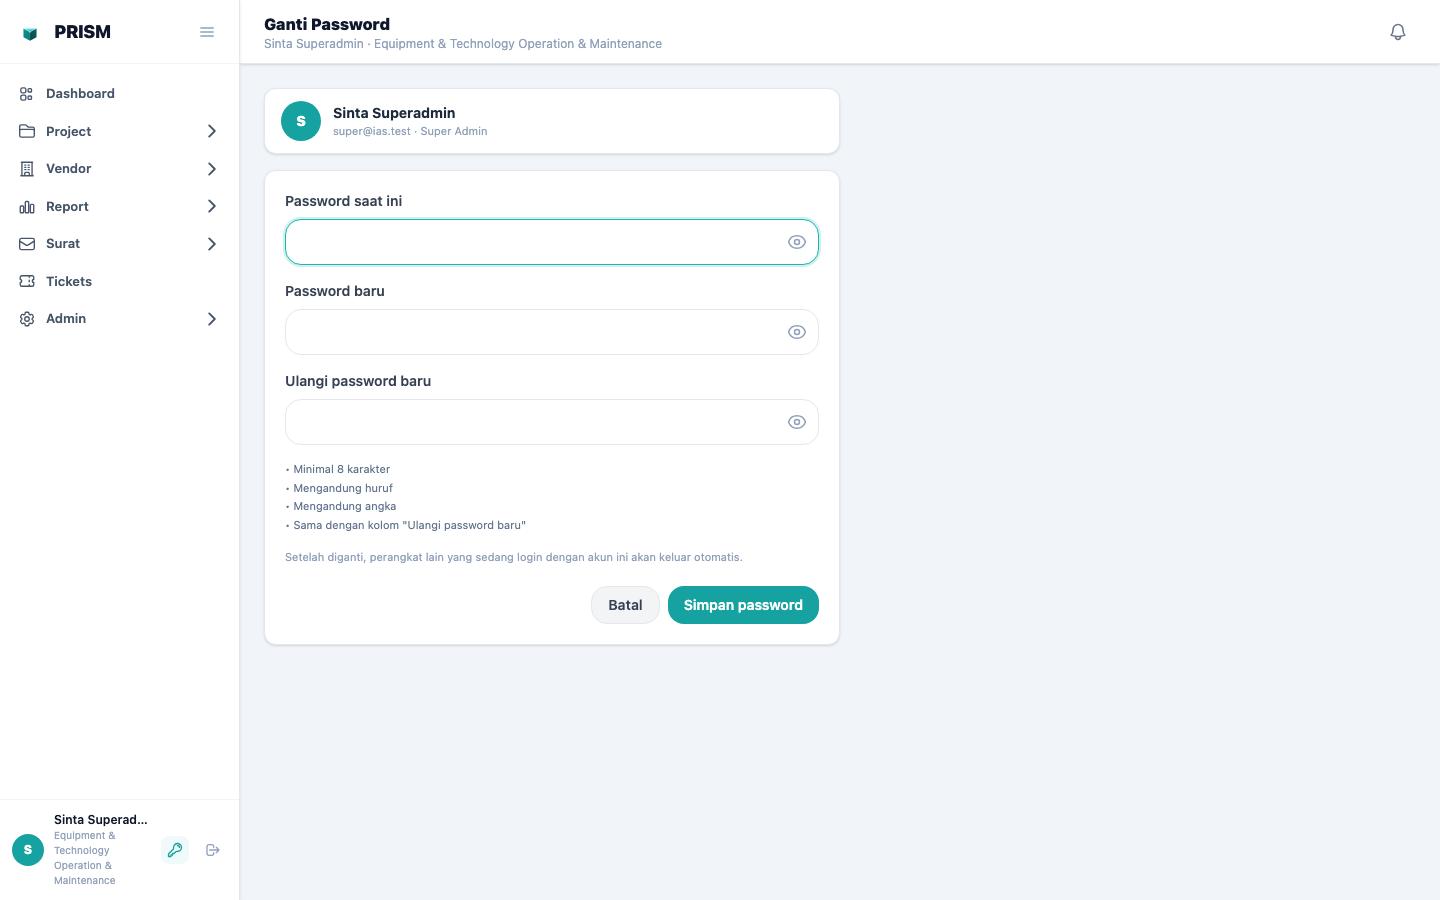 PRISM
Dashboard
Project
Vendor
Report
Surat
Tickets
Admin
Sinta Superad...
Equipment &
Technology
Operation &
Maintenance
S
Ganti Password
Sinta Superadmin · Equipment & Technology Operation & Maintenance
S
Sinta Superadmin
super@ias.test · Super Admin
Password saat ini
Password baru
Ulangi password baru
• Minimal 8 karakter
• Mengandung huruf
• Mengandung angka
• Sama dengan kolom "Ulangi password baru"
Setelah diganti, perangkat lain yang sedang login dengan akun ini akan keluar otomatis.
Batal
Simpan password